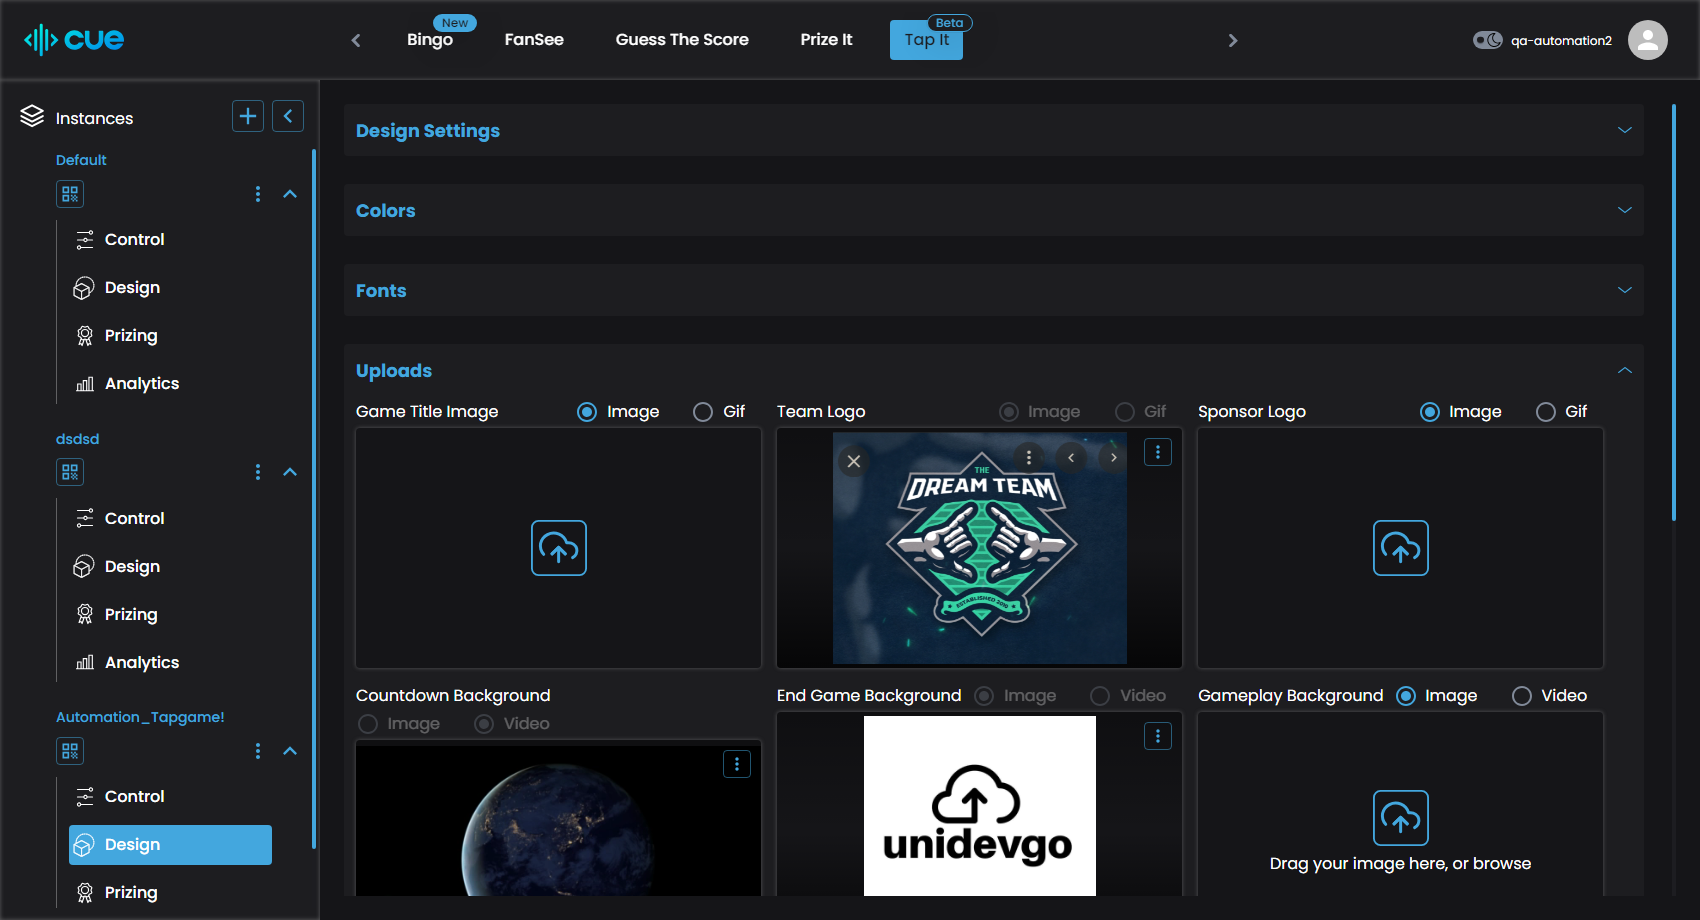 cue
New
Bingo
FanSee
Guess The Score
Prize It
Beta
Tap It
qa-automation2
Instances
Default
Control
Design
Prizing
Analytics
dsdsd
Control
Design
Prizing
Analytics
Automation_Tapgame!
Control
Design
Prizing
Design Settings
Colors
Fonts
Uploads
Game Title Image
Image
Gif
Team Logo
Image
Gif
Sponsor Logo
Image
Gif
THE
DREAM TEAM
ESTABLISHED 2019
Countdown Background
Image
Video
End Game Background
Image
Video
Gameplay Background
Image
Video
unidevgo
Drag your image here, or browse